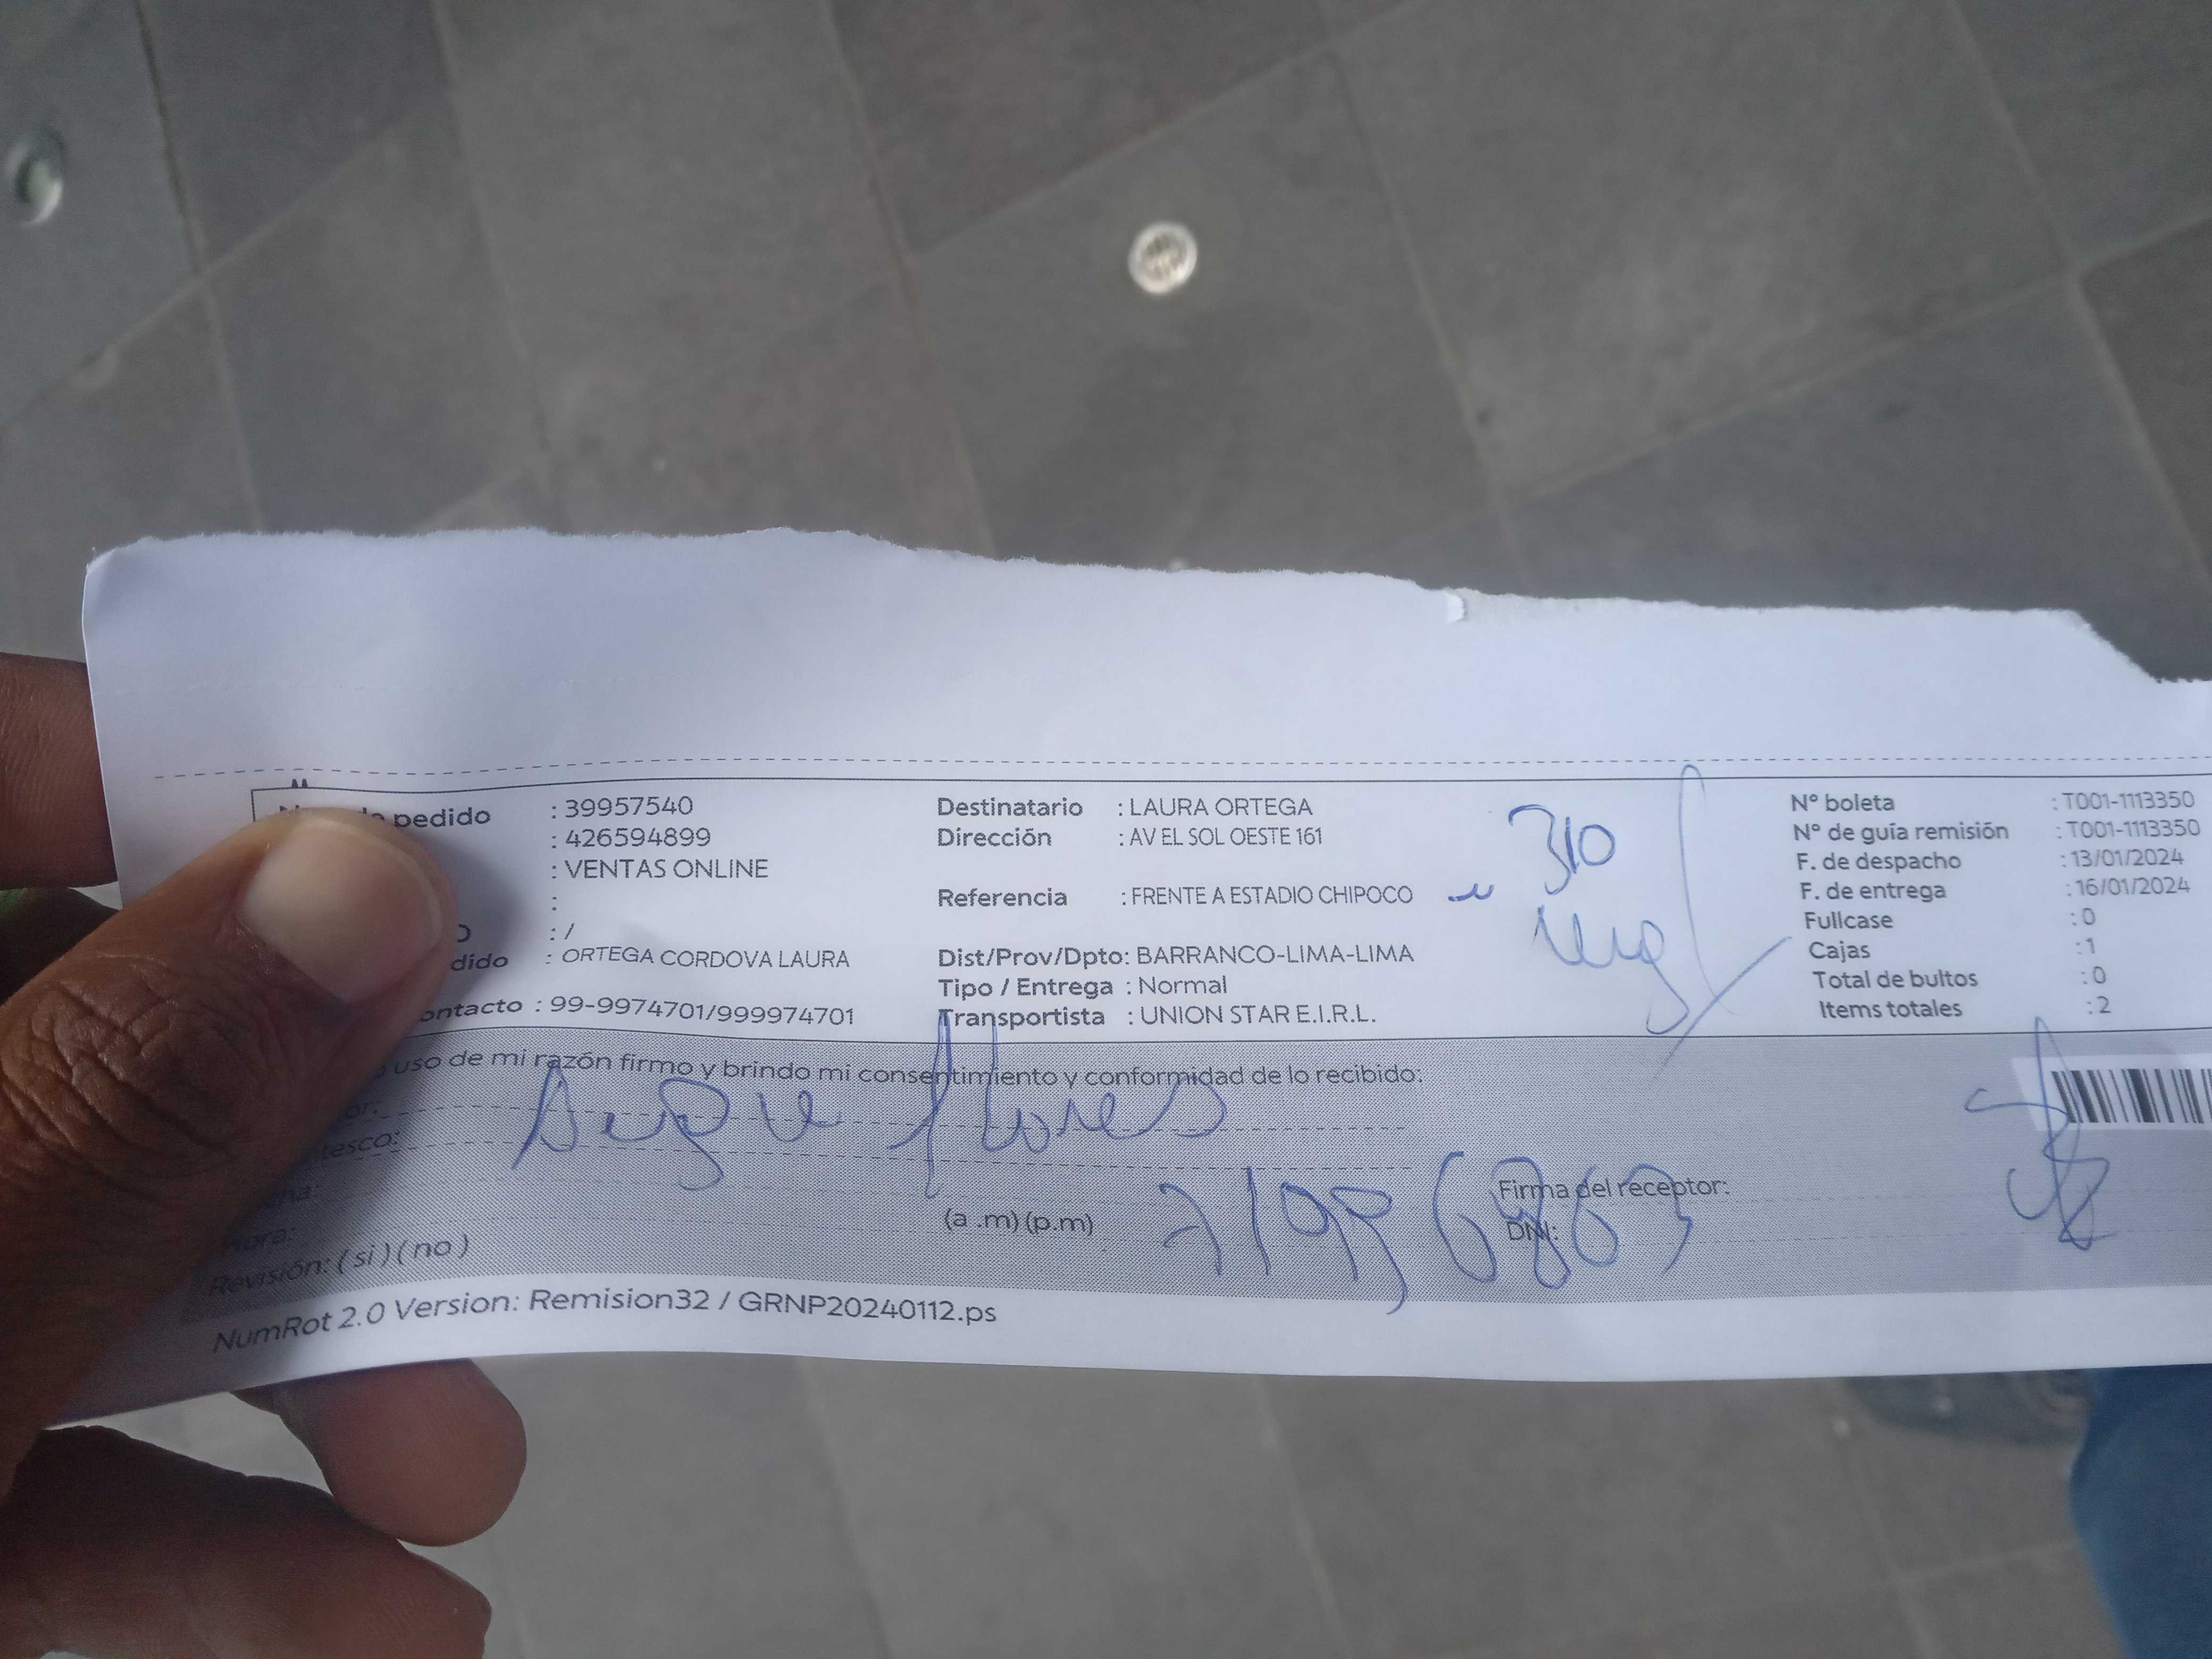 pedido : 39957540
: 426594899
: VENTAS ONLINE
:
: /
dido : ORTEGA CORDOVA LAURA
ontacto : 99-9974701/999974701
Destinatario : LAURA ORTEGA
Dirección : AV EL SOL OESTE 161
Referencia : FRENTE A ESTADIO CHIPOCO
Dist/Prov/Dpto: BARRANCO-LIMA-LIMA
Tipo / Entrega : Normal
Transportista : UNION STAR E.I.R.L.
310
N° boleta : T001-1113350
N° de guía remisión : T001-1113350
F. de despacho : 13/01/2024
F. de entrega : 16/01/2024
Fullcase : 0
Cajas : 1
Total de bultos : 0
Items totales : 2
uso de mi razón firmo y brindo mi consentimiento y conformidad de lo recibido:
or:
flores
ntesco:
Hora: (a .m) (p.m)
Revisión: ( si ) ( no )
Firma del receptor:
DNI:
NumRot 2.0 Version: Remision32 / GRNP20240112.ps